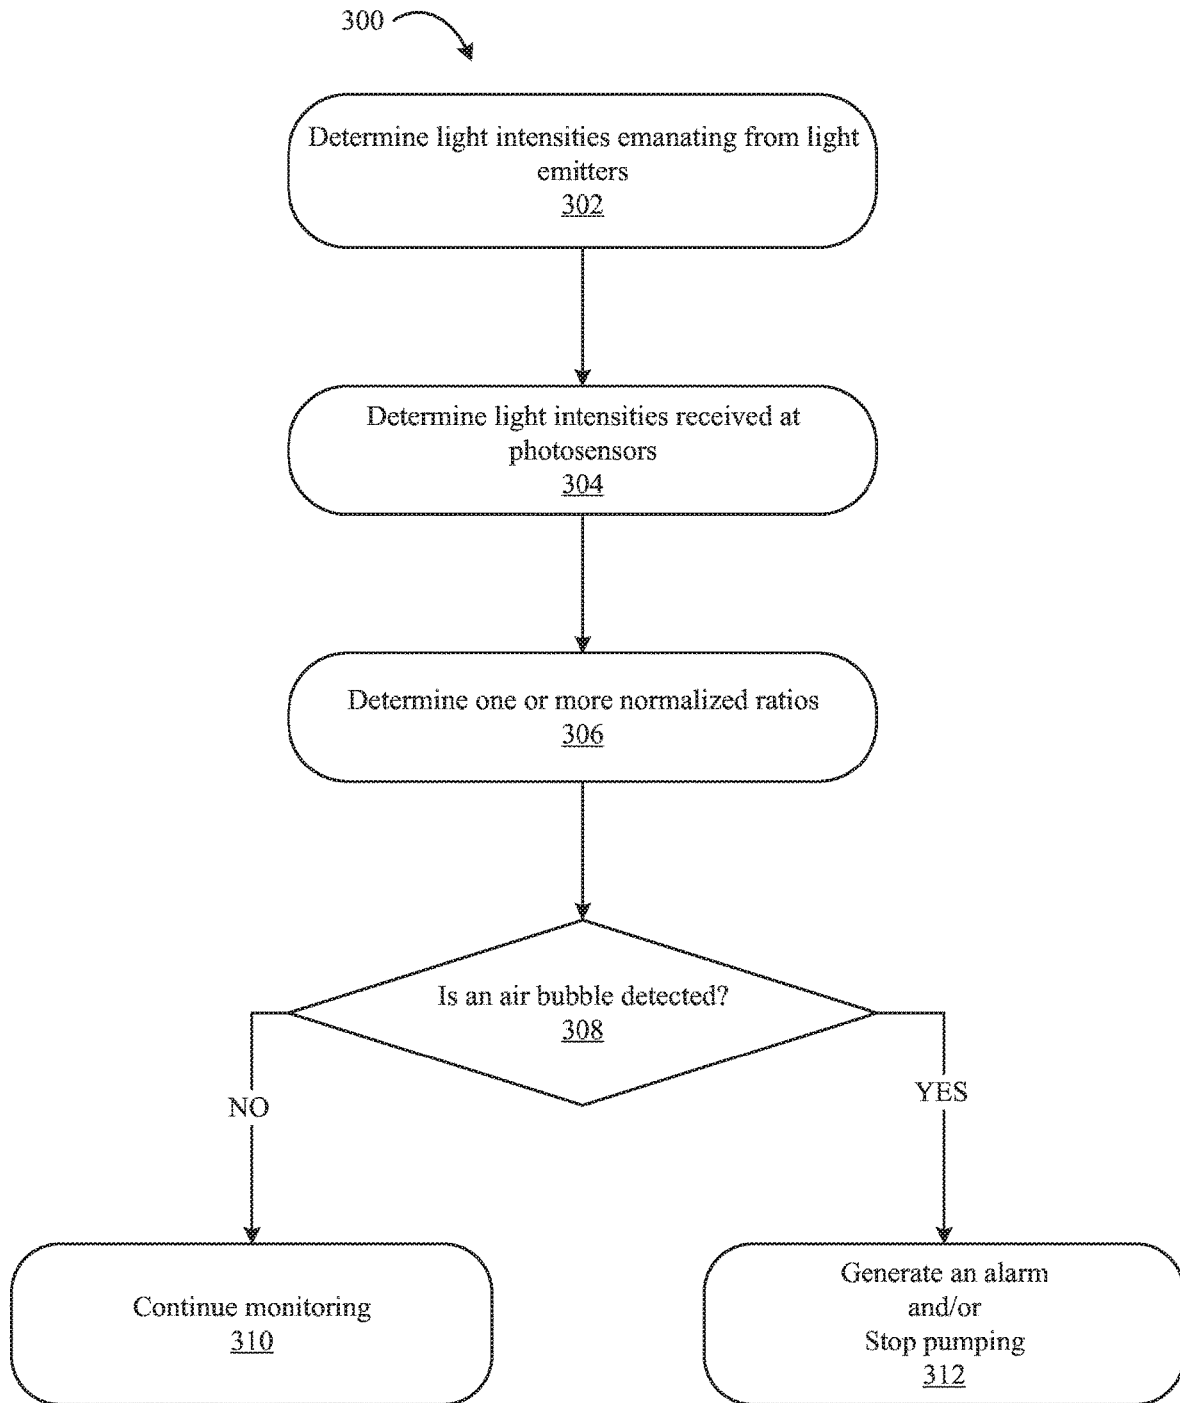 300
Determine light intensities emanating from light
emitters
302
Determine light intensities received at
photosensors
304
Determine one or more normalized ratios
306
Is an air bubble detected?
308
NO
YES
Continue monitoring
310
Generate an alarm
and/or
Stop pumping
312